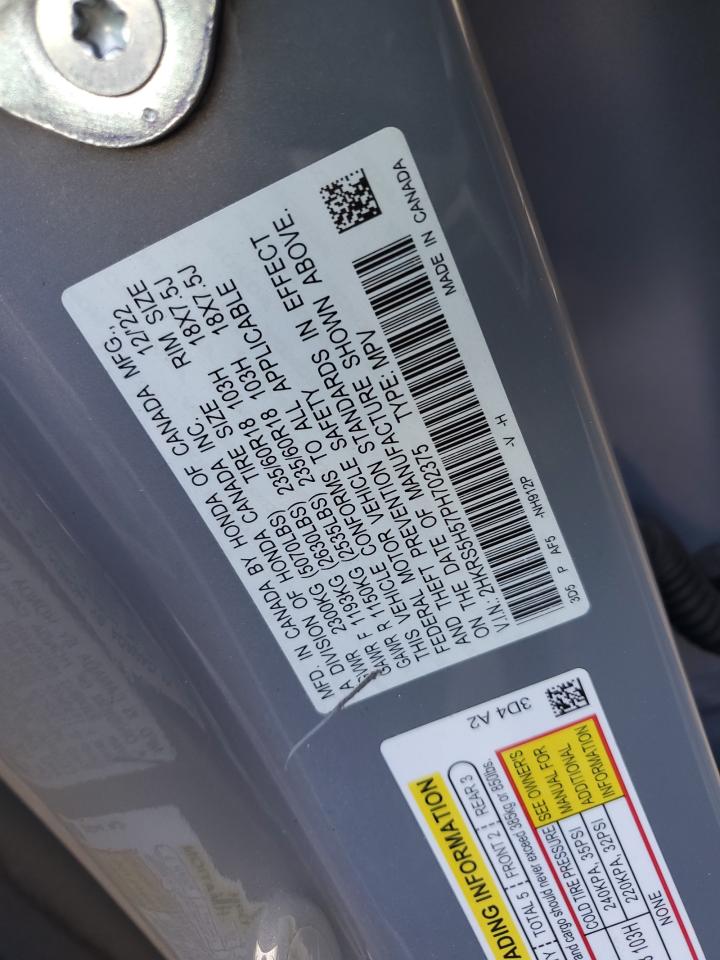 MFD. IN CANADA BY HONDA OF CANADA MFG.,
A DIVISION OF HONDA CANADA INC. 12/'22
TIRE SIZE RIM SIZE
GVWR 2300KG (5070LBS)
GAWR F 1193KG (2630LBS) 235/60R18 103H 18X7.5J
GAWR R 1150KG (2533LBS) 235/60R18 103H 18X7.5J
THIS VEHICLE CONFORMS TO ALL APPLICABLE
FEDERAL MOTOR VEHICLE SAFETY
AND THEFT PREVENTION STANDARDS IN EFFECT
ON THE DATE OF MANUFACTURE SHOWN ABOVE.
V.I.N.: 2HKRS5H57PH702375 TYPE: MPV
3D5 P AF5 -NH912P -V -H
MADE IN CANADA
3D4 A2
ADING INFORMATION
TOTAL 5 FRONT 2 REAR 3
and cargo should never exceed 385kg or 850lbs.
COLD TIRE PRESSURE
SEE OWNER'S
MANUAL FOR
ADDITIONAL
INFORMATION
240KPA, 35PSI
103H 220KPA, 32PSI
NONE